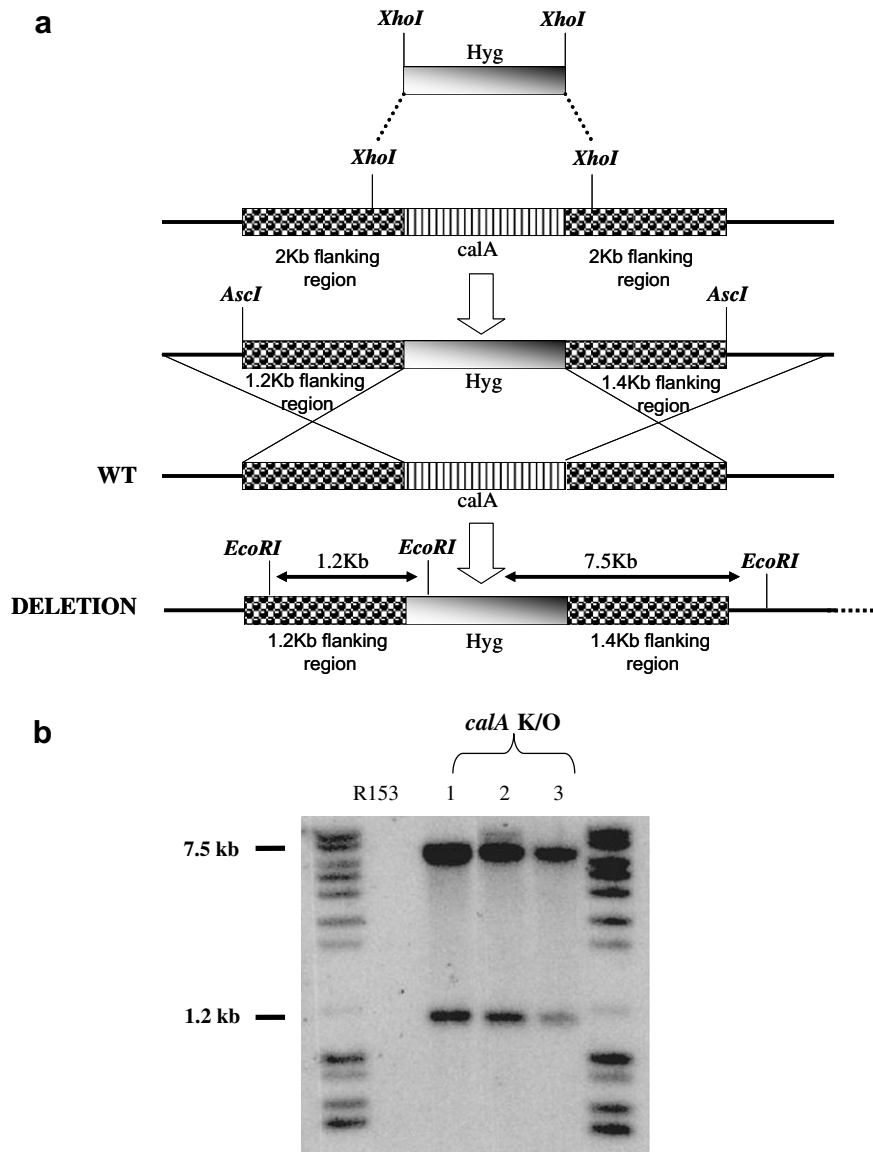 a
XhoI XhoI
Hyg
XhoI XhoI
calA
2Kb flanking
region
2Kb flanking
region
AscI AscI
1.2Kb flanking
region
Hyg
1.4Kb flanking
region
WT
calA
EcoRI 1.2Kb EcoRI 7.5Kb EcoRI
DELETION
1.2Kb flanking
region
Hyg
1.4Kb flanking
region
b
calA K/O
R153 1 2 3
7.5 kb
1.2 kb